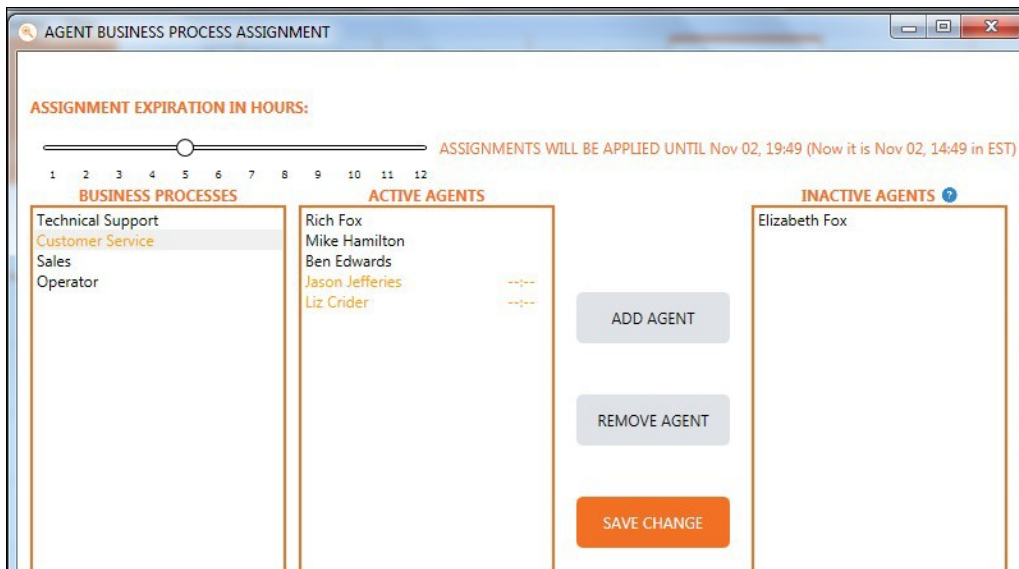 AGENT BUSINESS PROCESS ASSIGNMENT
ASSIGNMENT EXPIRATION IN HOURS:
ASSIGNMENTS WILL BE APPLIED UNTIL Nov 02, 19:49 (Now it is Nov 02, 14:49 in EST)
1 2 3 4 5 6 7 8 9 10 11 12
BUSINESS PROCESSES
Technical Support
Customer Service
Sales
Operator
ACTIVE AGENTS
Rich Fox
Mike Hamilton
Ben Edwards
Jason Jefferies --:--
Liz Crider --:--
ADD AGENT
REMOVE AGENT
SAVE CHANGE
INACTIVE AGENTS ?
Elizabeth Fox